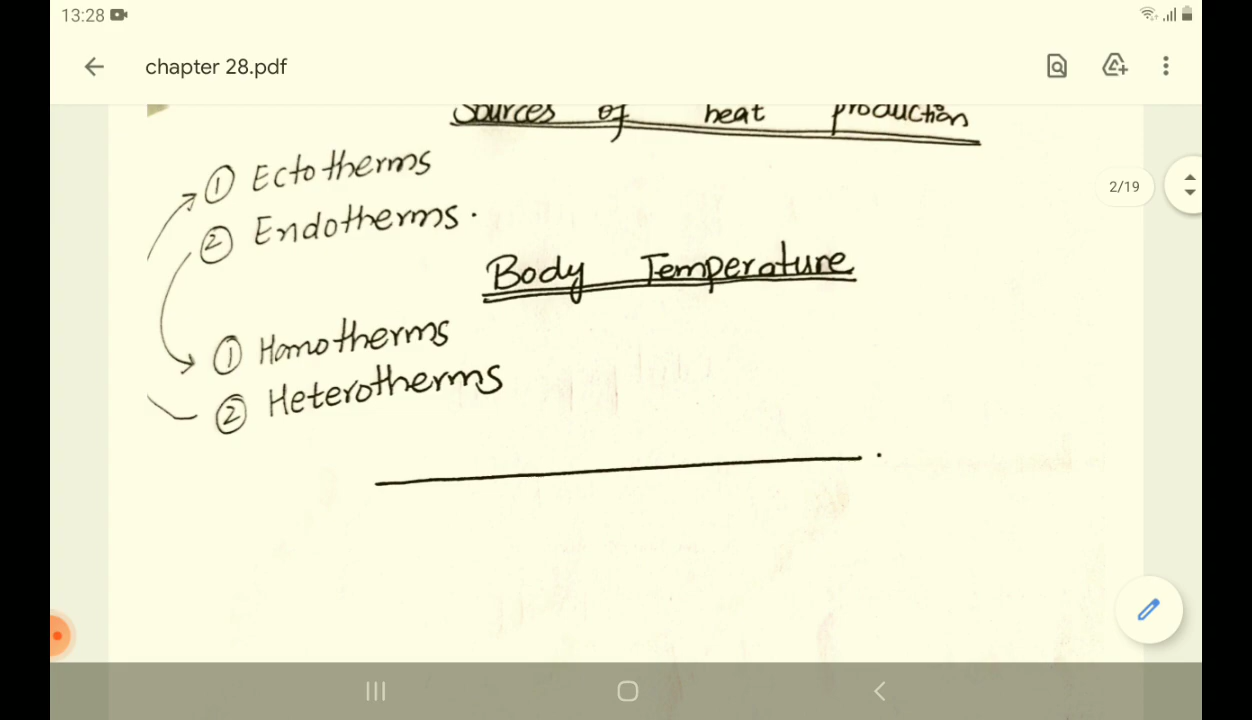 13:28
chapter 28.pdf
Sources of heat production
① Ectotherms
② Endotherms.
2/19
Body Temperature
① Homotherms
② Heterotherms